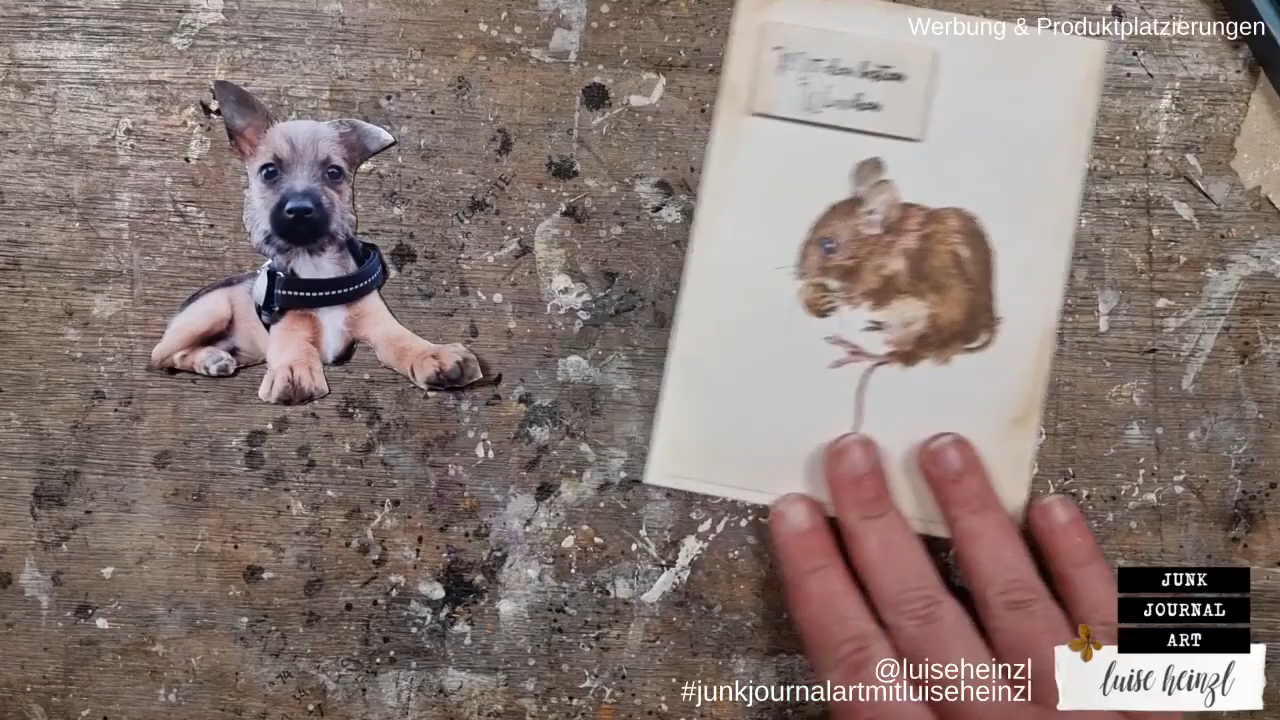 Werbung & Produktplatzierungen
JUNK
JOURNAL
ART
@luiseheinzl
#junkjournalartmitluiseheinzl
luise heinzl